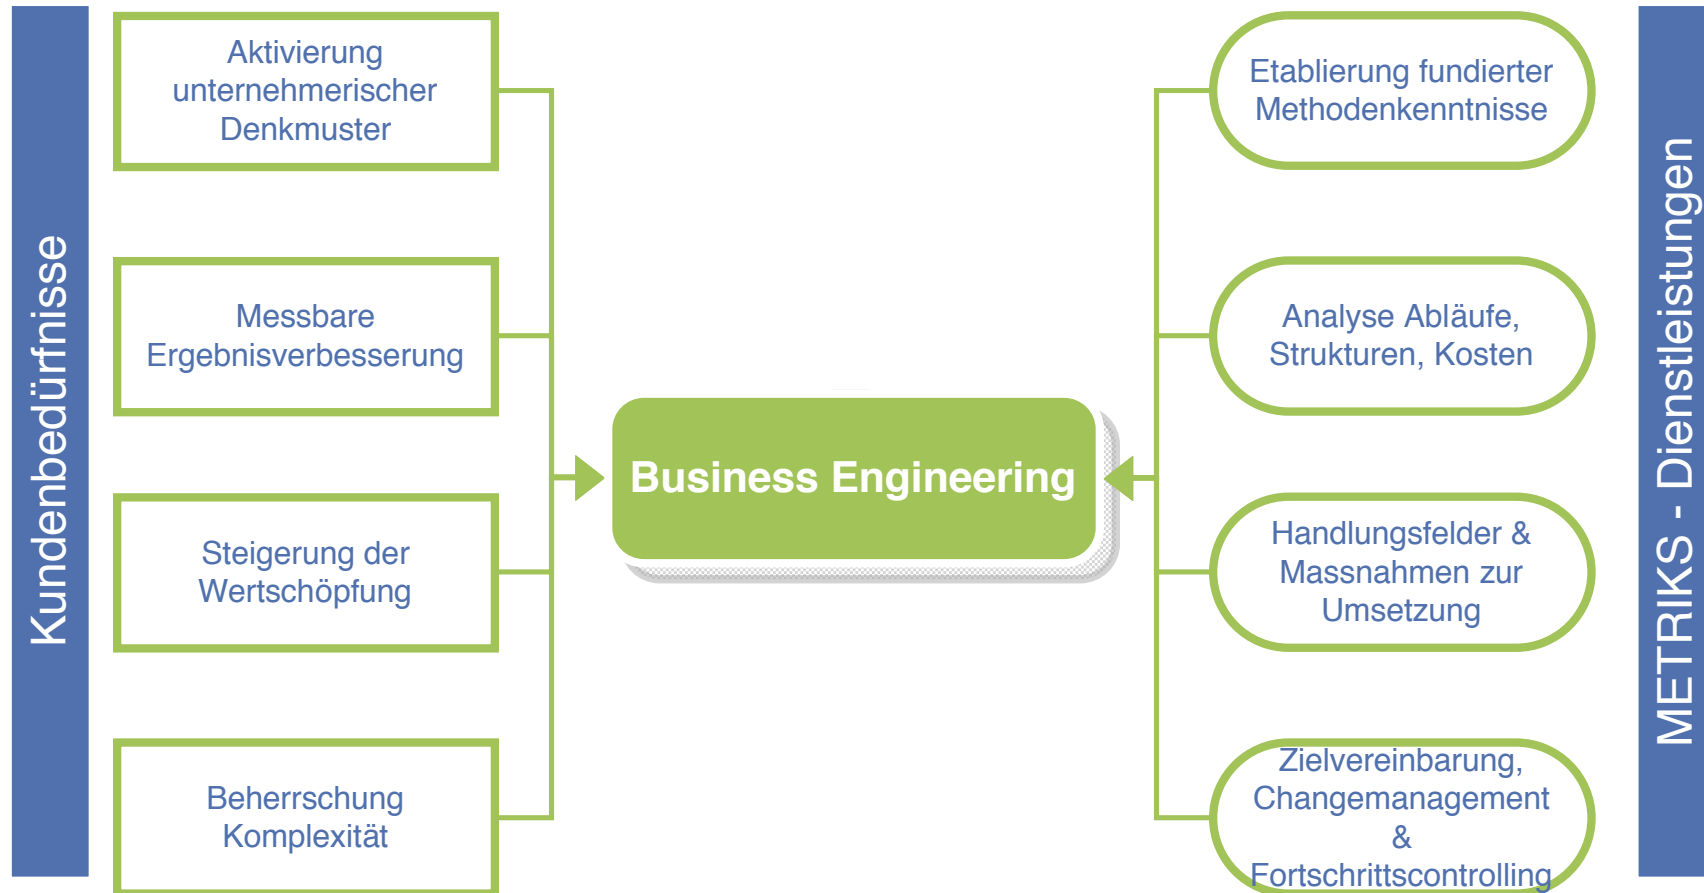 Kundenbedürfnisse
Aktivierung
unternehmerischer
Denkmuster
Messbare
Ergebnisverbesserung
Steigerung der
Wertschöpfung
Beherrschung
Komplexität
Business Engineering
Etablierung fundierter
Methodenkenntnisse
Analyse Abläufe,
Strukturen, Kosten
Handlungsfelder &
Massnahmen zur
Umsetzung
Zielvereinbarung,
Changemanagement
&
Fortschrittscontrolling
METRIKS - Dienstleistungen